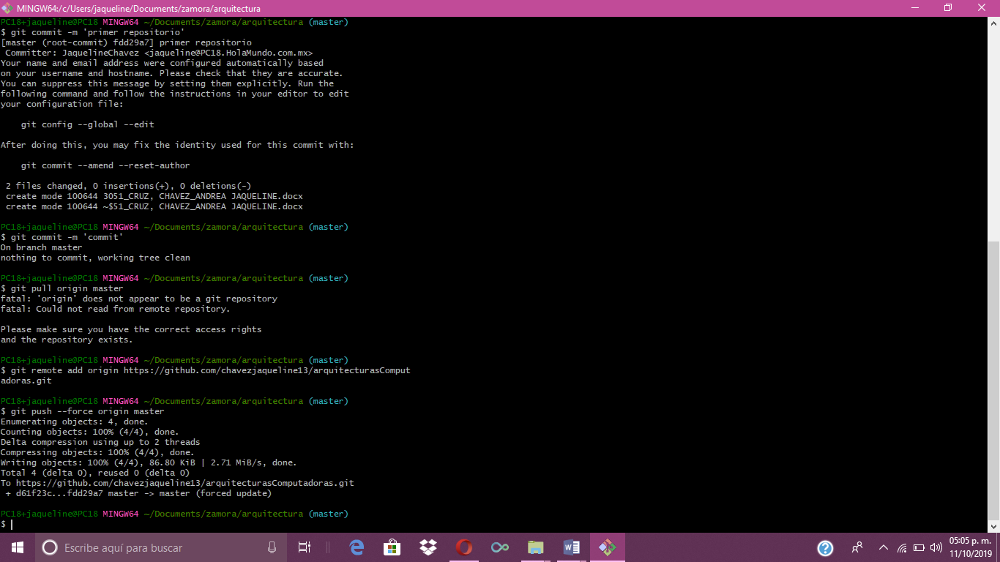 MINGW64:/c/Users/jaqueline/Documents/zamora/arquitectura
PC18+jaqueline@PC18 MINGW64 ~/Documents/zamora/arquitectura (master)
$ git commit -m 'primer repositorio'
[master (root-commit) fdd29a7] primer repositorio
 Committer: JaquelineChavez <jaqueline@PC18.HolaMundo.com.mx>
Your name and email address were configured automatically based
on your username and hostname. Please check that they are accurate.
You can suppress this message by setting them explicitly. Run the
following command and follow the instructions in your editor to edit
your configuration file:
    git config --global --edit
After doing this, you may fix the identity used for this commit with:
    git commit --amend --reset-author
 2 files changed, 0 insertions(+), 0 deletions(-)
 create mode 100644 3051_CRUZ, CHAVEZ_ANDREA JAQUELINE.docx
 create mode 100644 ~$51_CRUZ, CHAVEZ_ANDREA JAQUELINE.docx
PC18+jaqueline@PC18 MINGW64 ~/Documents/zamora/arquitectura (master)
$ git commit -m 'commit'
On branch master
nothing to commit, working tree clean
PC18+jaqueline@PC18 MINGW64 ~/Documents/zamora/arquitectura (master)
$ git pull origin master
fatal: 'origin' does not appear to be a git repository
fatal: Could not read from remote repository.
Please make sure you have the correct access rights
and the repository exists.
PC18+jaqueline@PC18 MINGW64 ~/Documents/zamora/arquitectura (master)
$ git remote add origin https://github.com/chavezjaqueline13/arquitecturasComput
adoras.git
PC18+jaqueline@PC18 MINGW64 ~/Documents/zamora/arquitectura (master)
$ git push --force origin master
Enumerating objects: 4, done.
Counting objects: 100% (4/4), done.
Delta compression using up to 2 threads
Compressing objects: 100% (4/4), done.
Writing objects: 100% (4/4), 86.80 KiB | 2.71 MiB/s, done.
Total 4 (delta 0), reused 0 (delta 0)
To https://github.com/chavezjaqueline13/arquitecturasComputadoras.git
 + d61f23c...fdd29a7 master -> master (forced update)
PC18+jaqueline@PC18 MINGW64 ~/Documents/zamora/arquitectura (master)
$
Escribe aquí para buscar
05:05 p. m.
11/10/2019